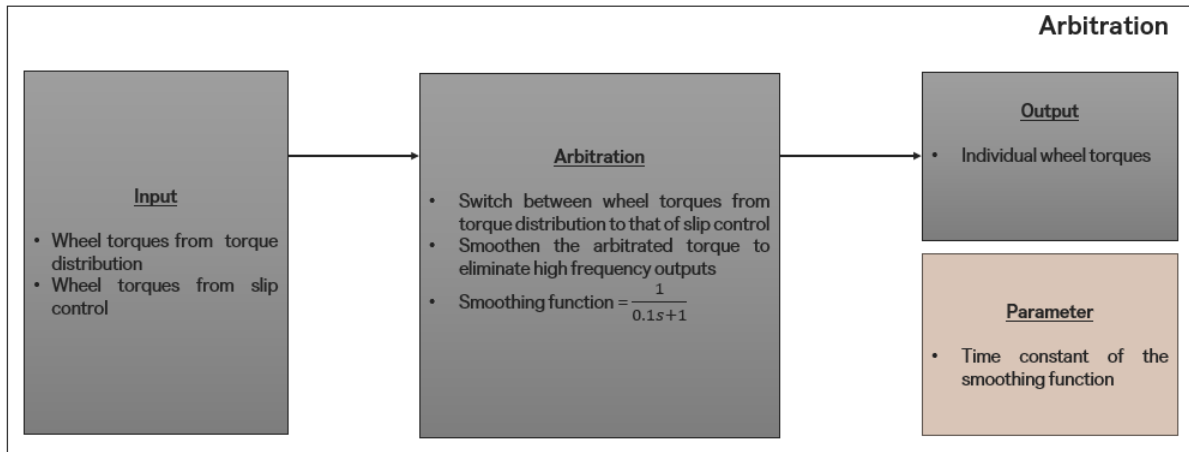 Arbitration
Input
• Wheel torques from torque
distribution
• Wheel torques from slip
control
Arbitration
• Switch between wheel torques from
torque distribution to that of slip control
• Smoothen the arbitrated torque to
eliminate high frequency outputs
• Smoothing function = 1/(0.1s+1)
Output
• Individual wheel torques
Parameter
• Time constant of the
smoothing function